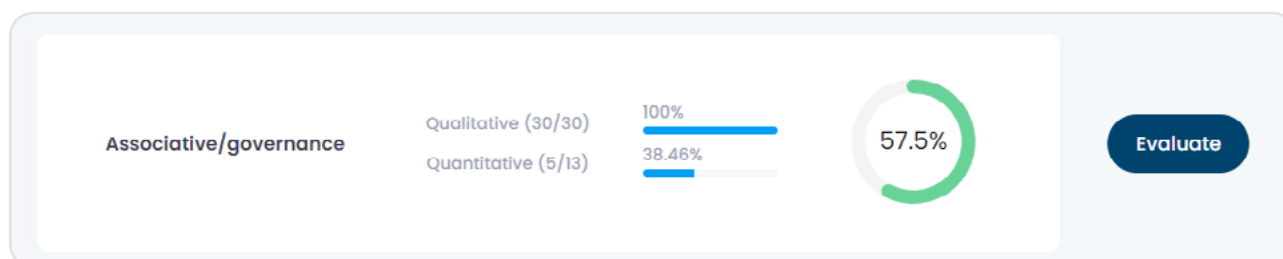 Associative/governance
Qualitative (30/30)
100%
Quantitative (5/13)
38.46%
57.5%
Evaluate